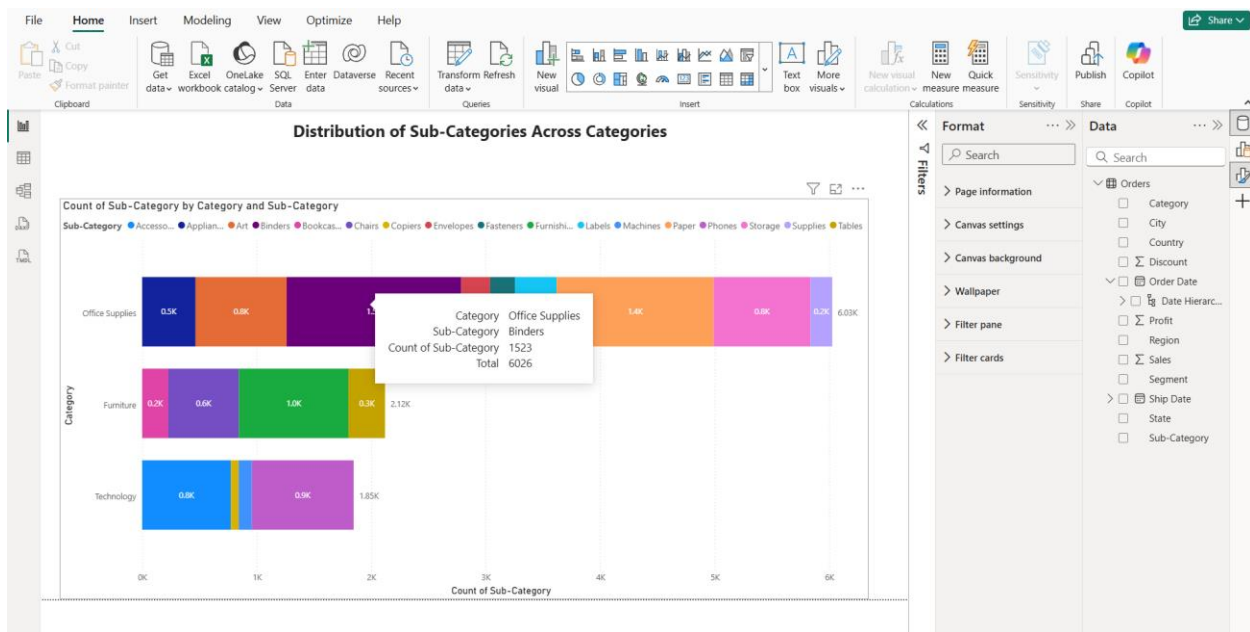 File Home Insert Modeling View Optimize Help Share
Paste
Cut
Copy
Format painter
Clipboard
Get data
Excel workbook
OneLake catalog
SQL Server
Enter data
Dataverse
Recent sources
Data
Transform data
Refresh
Queries
New visual
Text box
More visuals
Insert
New visual calculation
New measure
Quick measure
Calculations
Sensitivity
Sensitivity
Publish
Share
Copilot
Copilot
Distribution of Sub-Categories Across Categories
Count of Sub-Category by Category and Sub-Category
Sub-Category Accesso... Applian... Art Binders Bookcas... Chairs Copiers Envelopes Fasteners Furnishi... Labels Machines Paper Phones Storage Supplies Tables
Category
Office Supplies 0.5K 0.8K 1.4K 0.8K 0.2K 6.03K
Category Office Supplies
Sub-Category Binders
Count of Sub-Category 1523
Total 6026
Furniture 0.2K 0.6K 1.0K 0.3K 2.12K
Technology 0.8K 0.9K 1.85K
0K 1K 2K 3K 4K 5K 6K
Count of Sub-Category
Filters
Format
Search
Page information
Canvas settings
Canvas background
Wallpaper
Filter pane
Filter cards
Data
Search
Orders
Category
City
Country
Discount
Order Date
Date Hierarc...
Profit
Region
Sales
Segment
Ship Date
State
Sub-Category